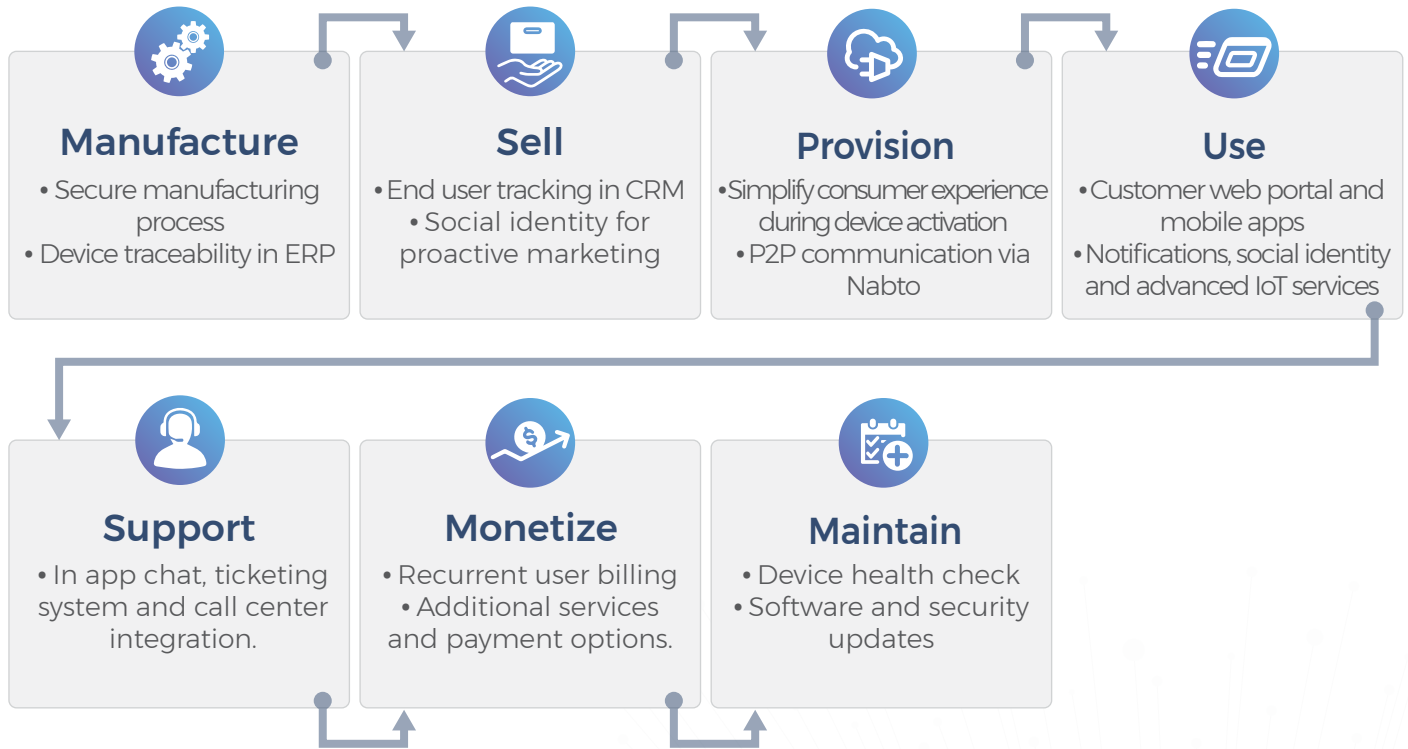 Manufacture
• Secure manufacturing
process
• Device traceability in ERP
Sell
• End user tracking in CRM
• Social identity for
proactive marketing
Provision
• Simplify consumer experience
during device activation
• P2P communication via
Nabto
Use
• Customer web portal and
mobile apps
• Notifications, social identity
and advanced IoT services
Support
• In app chat, ticketing
system and call center
integration.
Monetize
• Recurrent user billing
• Additional services
and payment options.
Maintain
• Device health check
• Software and security
updates